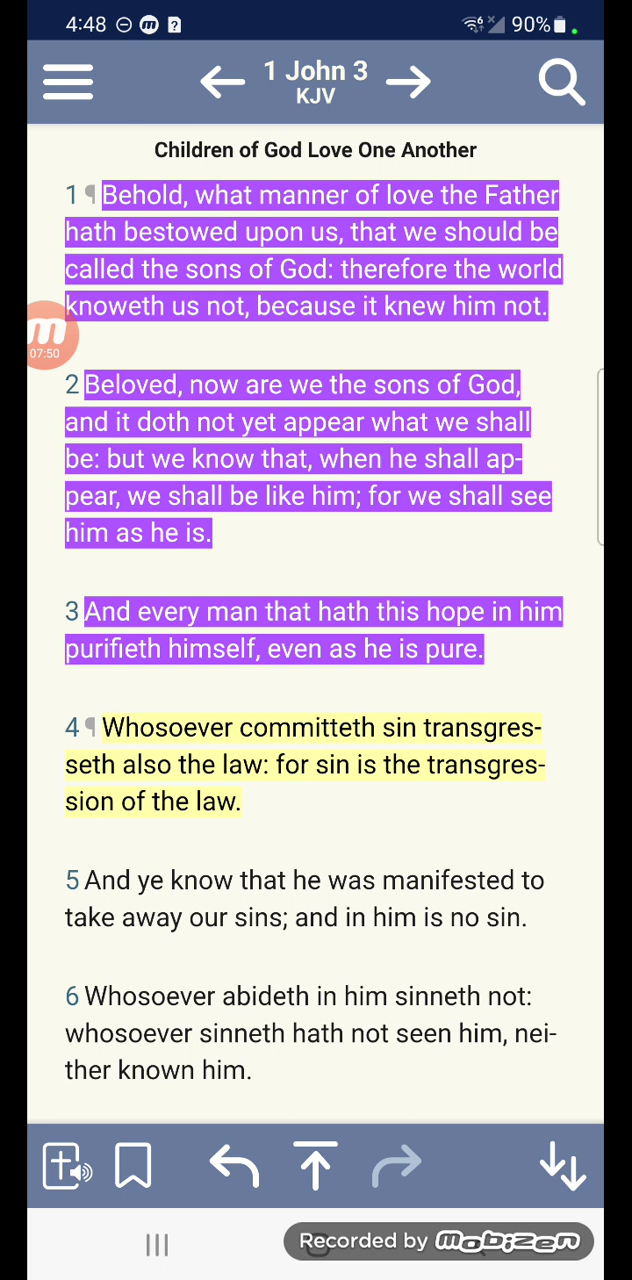 4:48
90%
1 John 3
KJV
Children of God Love One Another
1 ¶ Behold, what manner of love the Father
hath bestowed upon us, that we should be
called the sons of God: therefore the world
knoweth us not, because it knew him not.
07:50
2 Beloved, now are we the sons of God,
and it doth not yet appear what we shall
be: but we know that, when he shall ap-
pear, we shall be like him; for we shall see
him as he is.
3 And every man that hath this hope in him
purifieth himself, even as he is pure.
4 ¶ Whosoever committeth sin transgres-
seth also the law: for sin is the transgres-
sion of the law.
5 And ye know that he was manifested to
take away our sins; and in him is no sin.
6 Whosoever abideth in him sinneth not:
whosoever sinneth hath not seen him, nei-
ther known him.
Recorded by mobizen